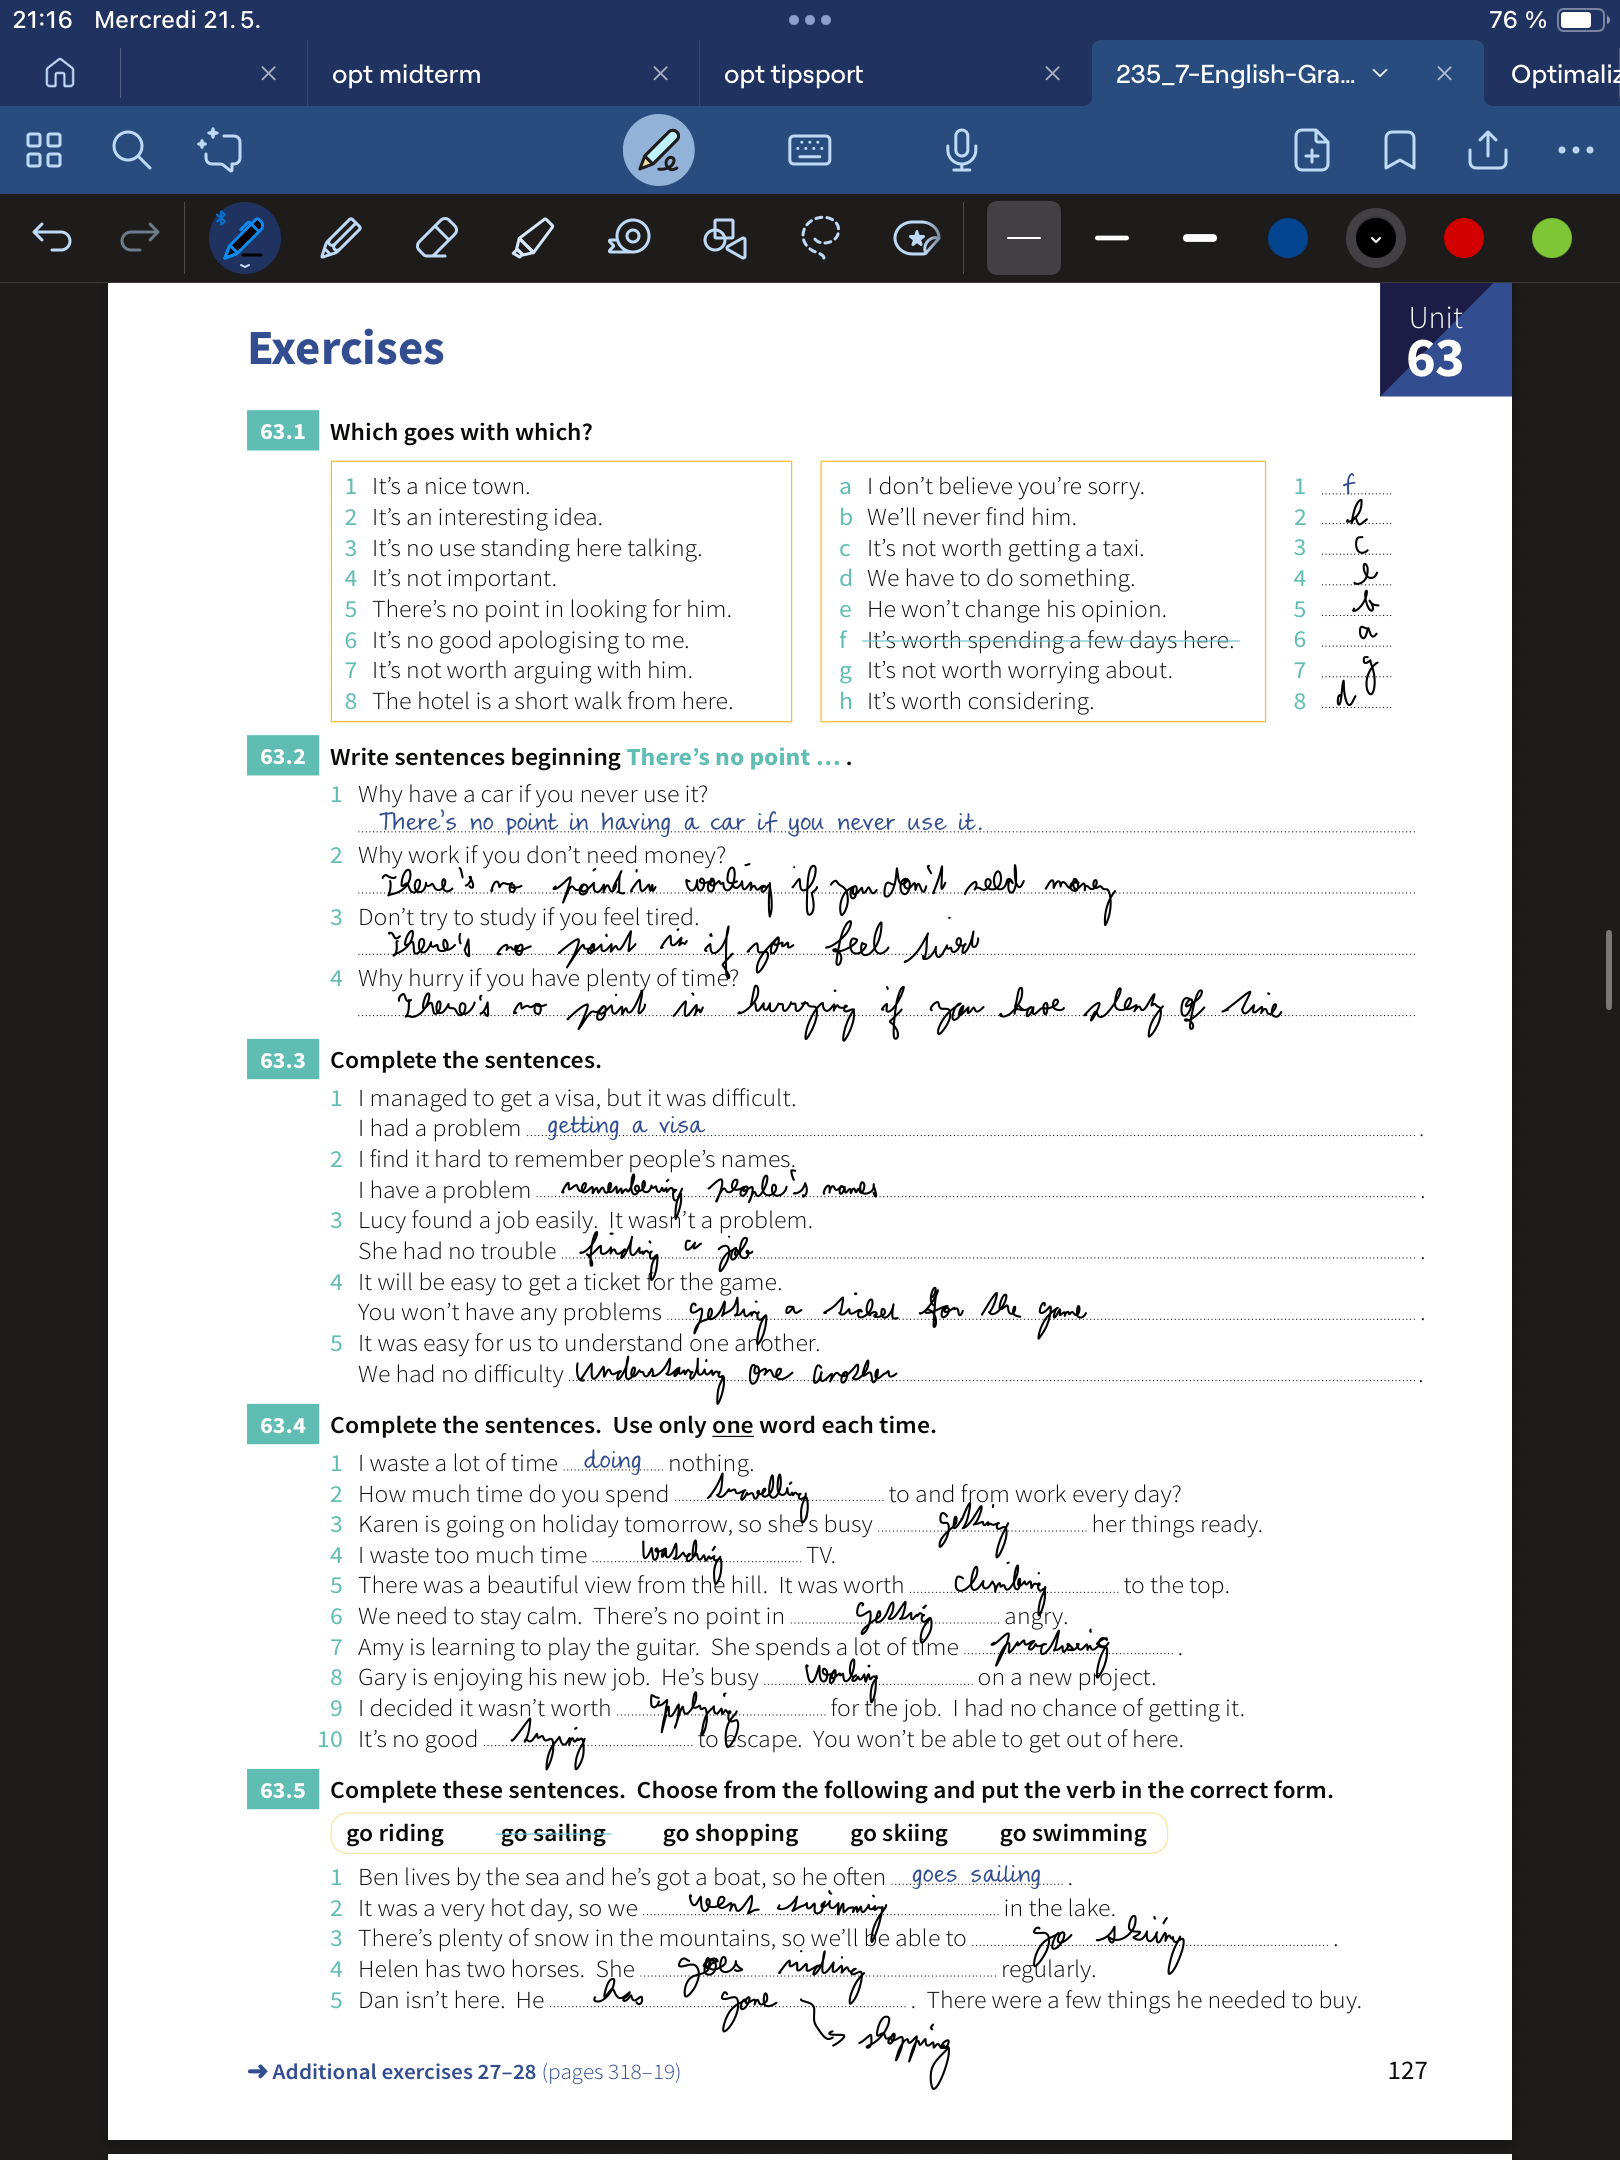 21:16 Mercredi 21. 5. 76 %
opt midterm opt tipsport 235_7-English-Gra... Optimaliz
Exercises
Unit
63
63.1 Which goes with which?
1 It's a nice town. a I don't believe you're sorry. 1 f
2 It's an interesting idea. b We'll never find him. 2 h
3 It's no use standing here talking. c It's not worth getting a taxi. 3 c
4 It's not important. d We have to do something. 4 e
5 There's no point in looking for him. e He won't change his opinion. 5 b
6 It's no good apologising to me. f It's worth spending a few days here. 6 a
7 It's not worth arguing with him. g It's not worth worrying about. 7 g
8 The hotel is a short walk from here. h It's worth considering. 8 d
63.2 Write sentences beginning There's no point ... .
1 Why have a car if you never use it?
There's no point in having a car if you never use it.
2 Why work if you don't need money?
There's no point in working if you don't need money
3 Don't try to study if you feel tired.
There's no point in if you feel tired
4 Why hurry if you have plenty of time?
There's no point in hurrying if you have plenty of time
63.3 Complete the sentences.
1 I managed to get a visa, but it was difficult.
I had a problem getting a visa .
2 I find it hard to remember people's names.
I have a problem remembering people's names .
3 Lucy found a job easily. It wasn't a problem.
She had no trouble finding a job .
4 It will be easy to get a ticket for the game.
You won't have any problems getting a ticket for the game .
5 It was easy for us to understand one another.
We had no difficulty understanding one another .
63.4 Complete the sentences. Use only one word each time.
1 I waste a lot of time doing nothing.
2 How much time do you spend travelling to and from work every day?
3 Karen is going on holiday tomorrow, so she's busy getting her things ready.
4 I waste too much time watching TV.
5 There was a beautiful view from the hill. It was worth climbing to the top.
6 We need to stay calm. There's no point in getting angry.
7 Amy is learning to play the guitar. She spends a lot of time practising .
8 Gary is enjoying his new job. He's busy working on a new project.
9 I decided it wasn't worth applying for the job. I had no chance of getting it.
10 It's no good trying to escape. You won't be able to get out of here.
63.5 Complete these sentences. Choose from the following and put the verb in the correct form.
go riding go sailing go shopping go skiing go swimming
1 Ben lives by the sea and he's got a boat, so he often goes sailing .
2 It was a very hot day, so we went swimming in the lake.
3 There's plenty of snow in the mountains, so we'll be able to go skiing .
4 Helen has two horses. She goes riding regularly.
5 Dan isn't here. He has gone . There were a few things he needed to buy.
shopping
➜ Additional exercises 27–28 (pages 318–19) 127